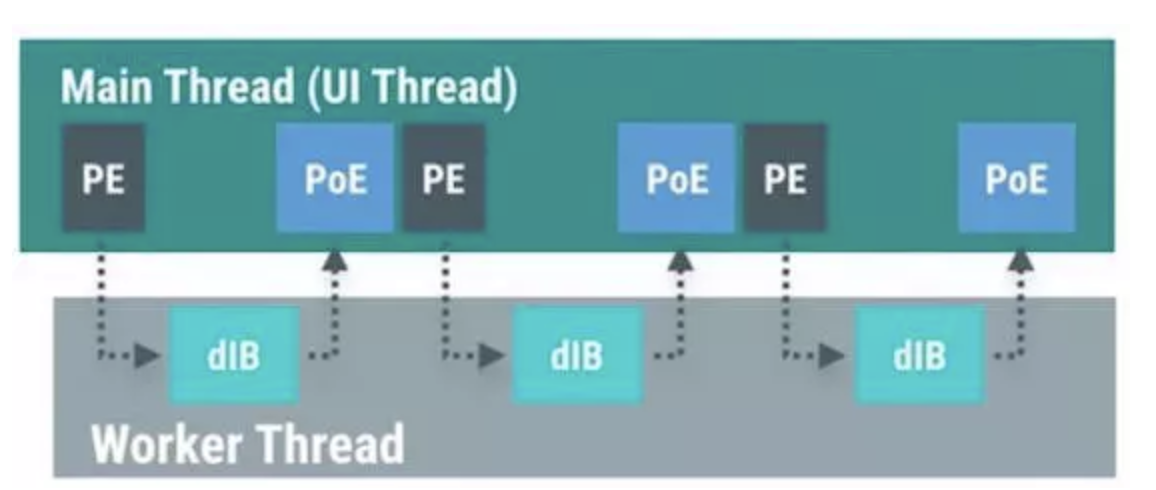 Main Thread (UI Thread)
PE PoE PE PoE PE PoE
dIB dIB dIB
Worker Thread